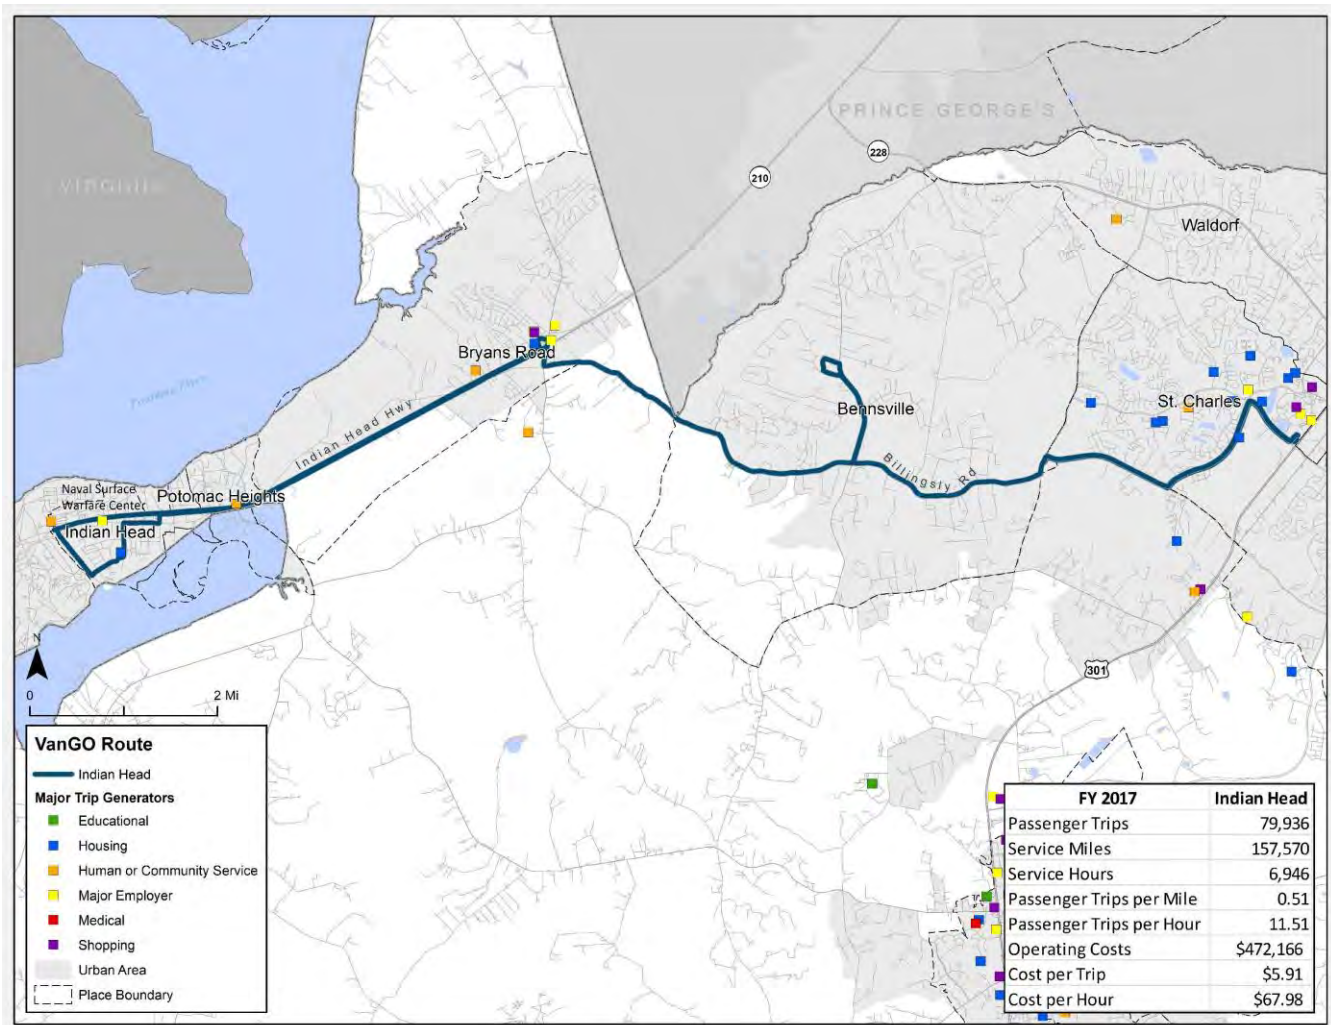 PRINCE GEORGE'S
228
210
VIRGINIA
Waldorf
Bryans Road
St. Charles
Bennsville
Indian Head Hwy
Potomac River
Billingsly Rd
Naval Surface
Warfare Center
Potomac Heights
Indian Head
N
0 2 Mi
301
VanGO Route
Indian Head
Major Trip Generators
Educational
Housing
Human or Community Service
Major Employer
Medical
Shopping
Urban Area
Place Boundary
FY 2017 Indian Head
Passenger Trips 79,936
Service Miles 157,570
Service Hours 6,946
Passenger Trips per Mile 0.51
Passenger Trips per Hour 11.51
Operating Costs $472,166
Cost per Trip $5.91
Cost per Hour $67.98